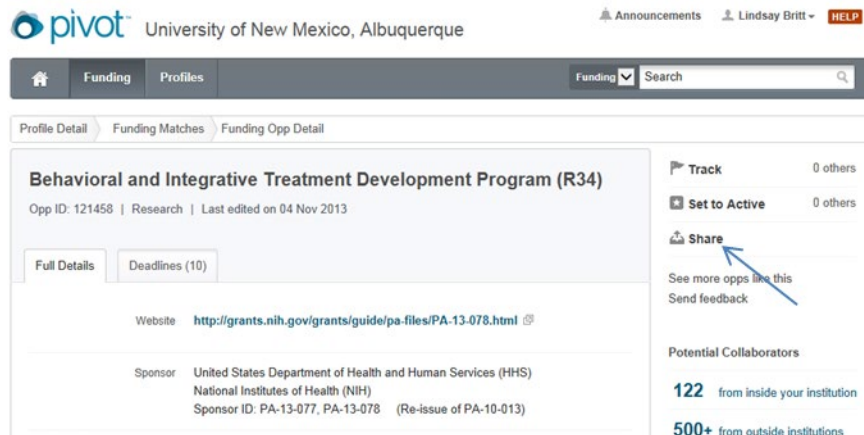 pivot University of New Mexico, Albuquerque
Announcements Lindsay Britt HELP
Funding Profiles Funding Search
Profile Detail Funding Matches Funding Opp Detail
Behavioral and Integrative Treatment Development Program (R34)
Opp ID: 121458 | Research | Last edited on 04 Nov 2013
Full Details Deadlines (10)
Website http://grants.nih.gov/grants/guide/pa-files/PA-13-078.html
Sponsor United States Department of Health and Human Services (HHS)
National Institutes of Health (NIH)
Sponsor ID: PA-13-077, PA-13-078 (Re-issue of PA-10-013)
Track 0 others
Set to Active 0 others
Share
See more opps like this
Send feedback
Potential Collaborators
122 from inside your institution
500+ from outside institutions